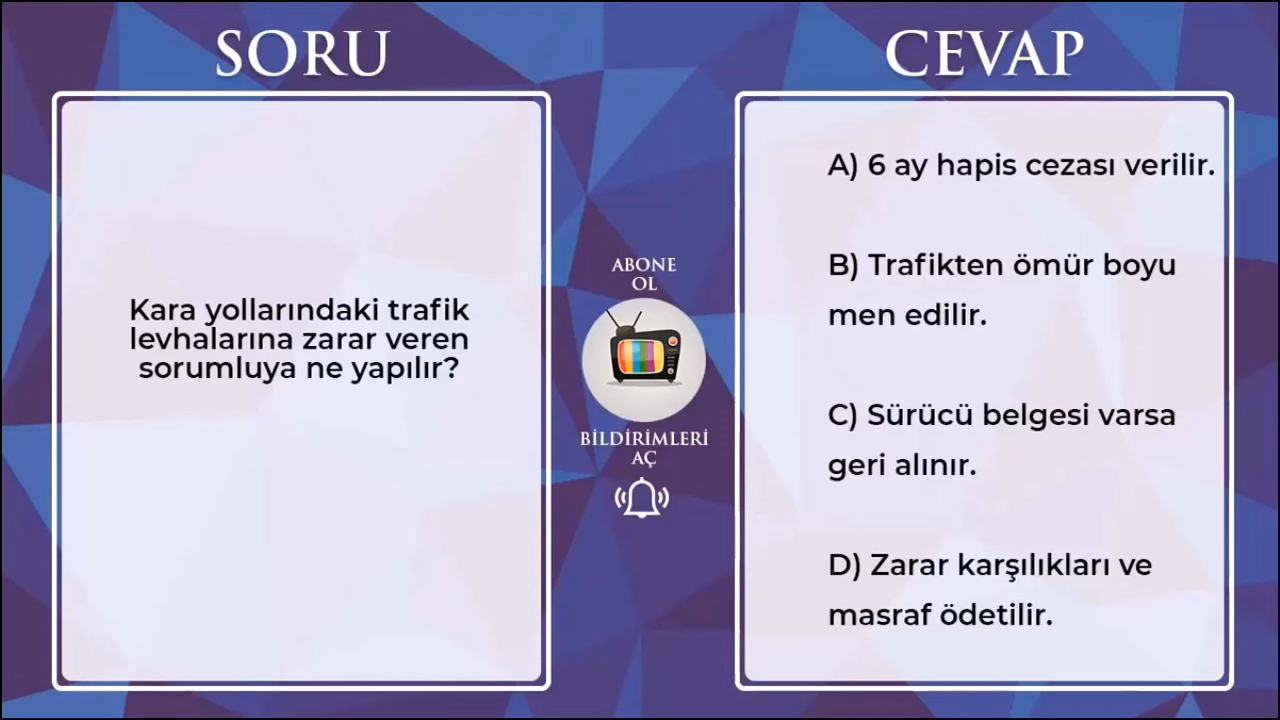 SORU
Kara yollarındaki trafik
levhalarına zarar veren
sorumluya ne yapılır?
ABONE
OL
BİLDİRİMLERİ
AÇ
CEVAP
A) 6 ay hapis cezası verilir.
B) Trafikten ömür boyu
men edilir.
C) Sürücü belgesi varsa
geri alınır.
D) Zarar karşılıkları ve
masraf ödetilir.